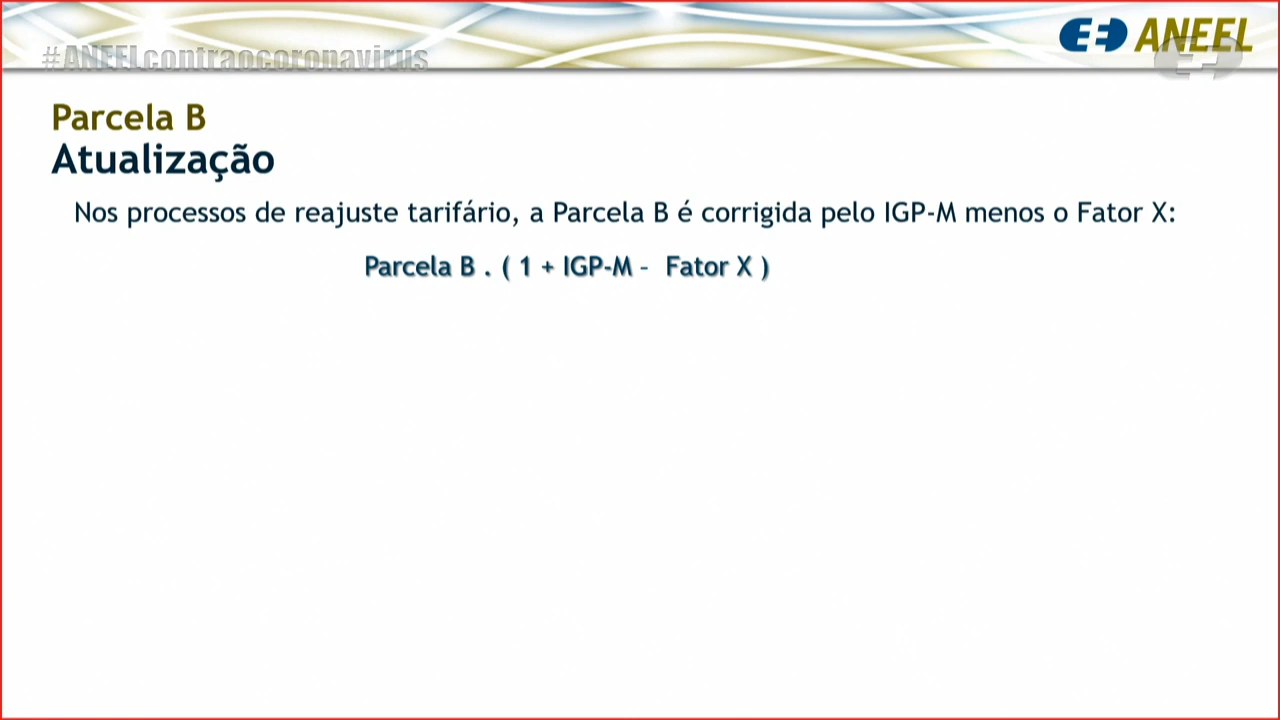 #ANEELcontraocoronavirus
ANEEL
Parcela B
Atualização
Nos processos de reajuste tarifário, a Parcela B é corrigida pelo IGP-M menos o Fator X:
Parcela B . ( 1 + IGP-M – Fator X )